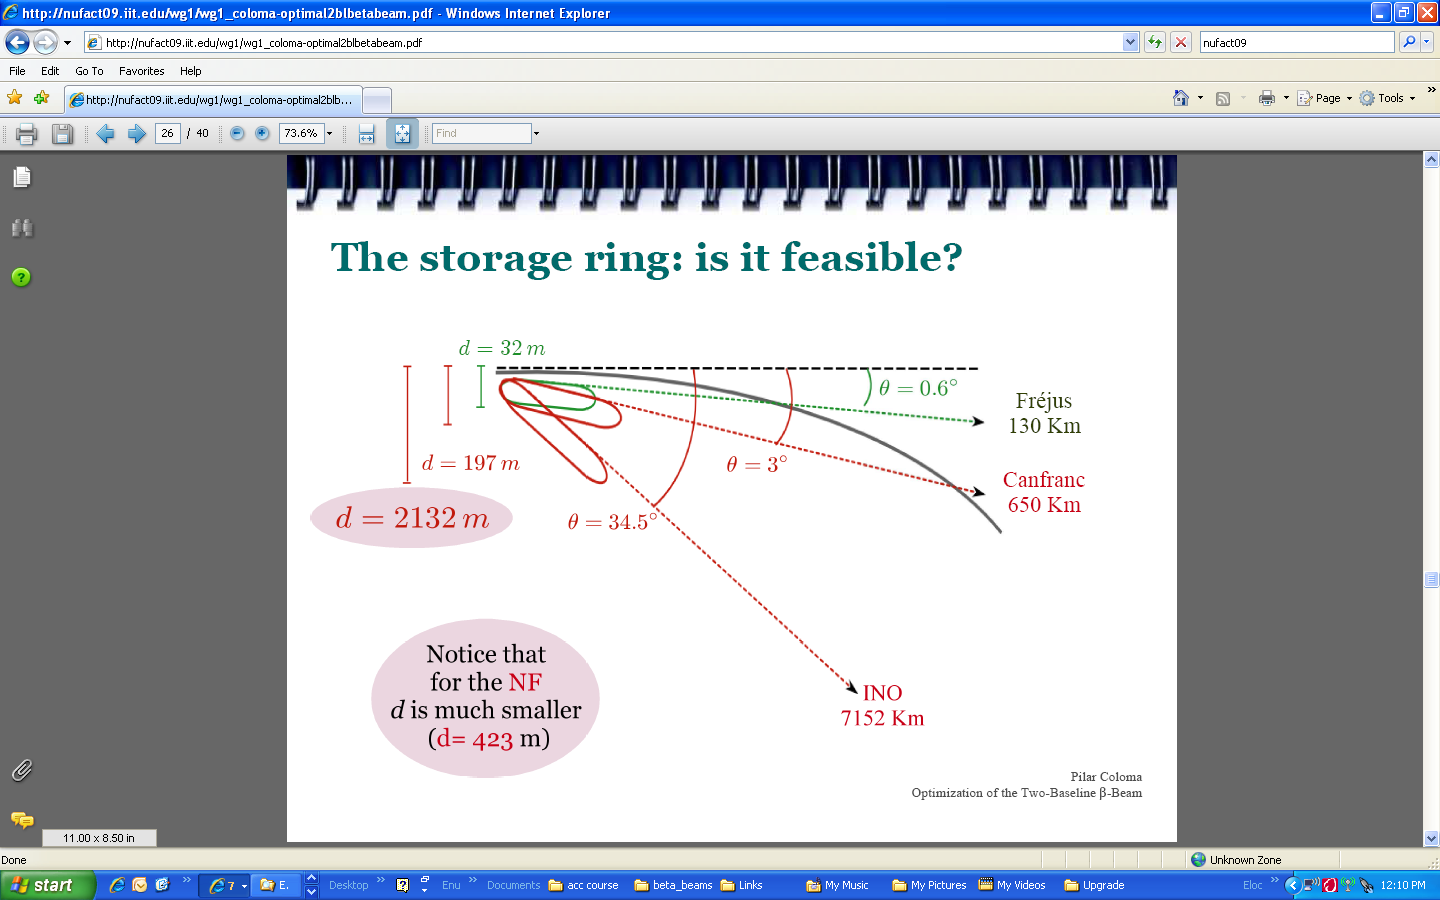 http://nufact09.iit.edu/wg1/wg1_coloma-optimal2blbetabeam.pdf - Windows Internet Explorer
http://nufact09.iit.edu/wg1/wg1_coloma-optimal2blbetabeam.pdf
nufact09
File Edit Go To Favorites Help
http://nufact09.iit.edu/wg1/wg1_coloma-optimal2blb...
Page Tools
26 / 40 73.6% Find
The storage ring: is it feasible?
d = 32 m
θ = 0.6°
Fréjus
130 Km
d = 197 m
θ = 3°
Canfranc
650 Km
d = 2132 m
θ = 34.5°
Notice that
for the NF
d is much smaller
(d= 423 m)
INO
7152 Km
Pilar Coloma
Optimization of the Two-Baseline β-Beam
11.00 x 8.50 in
Done Unknown Zone
start 7 E. Desktop Enu Documents acc course beta_beams Links My Music My Pictures My Videos Upgrade Eloc 12:10 PM